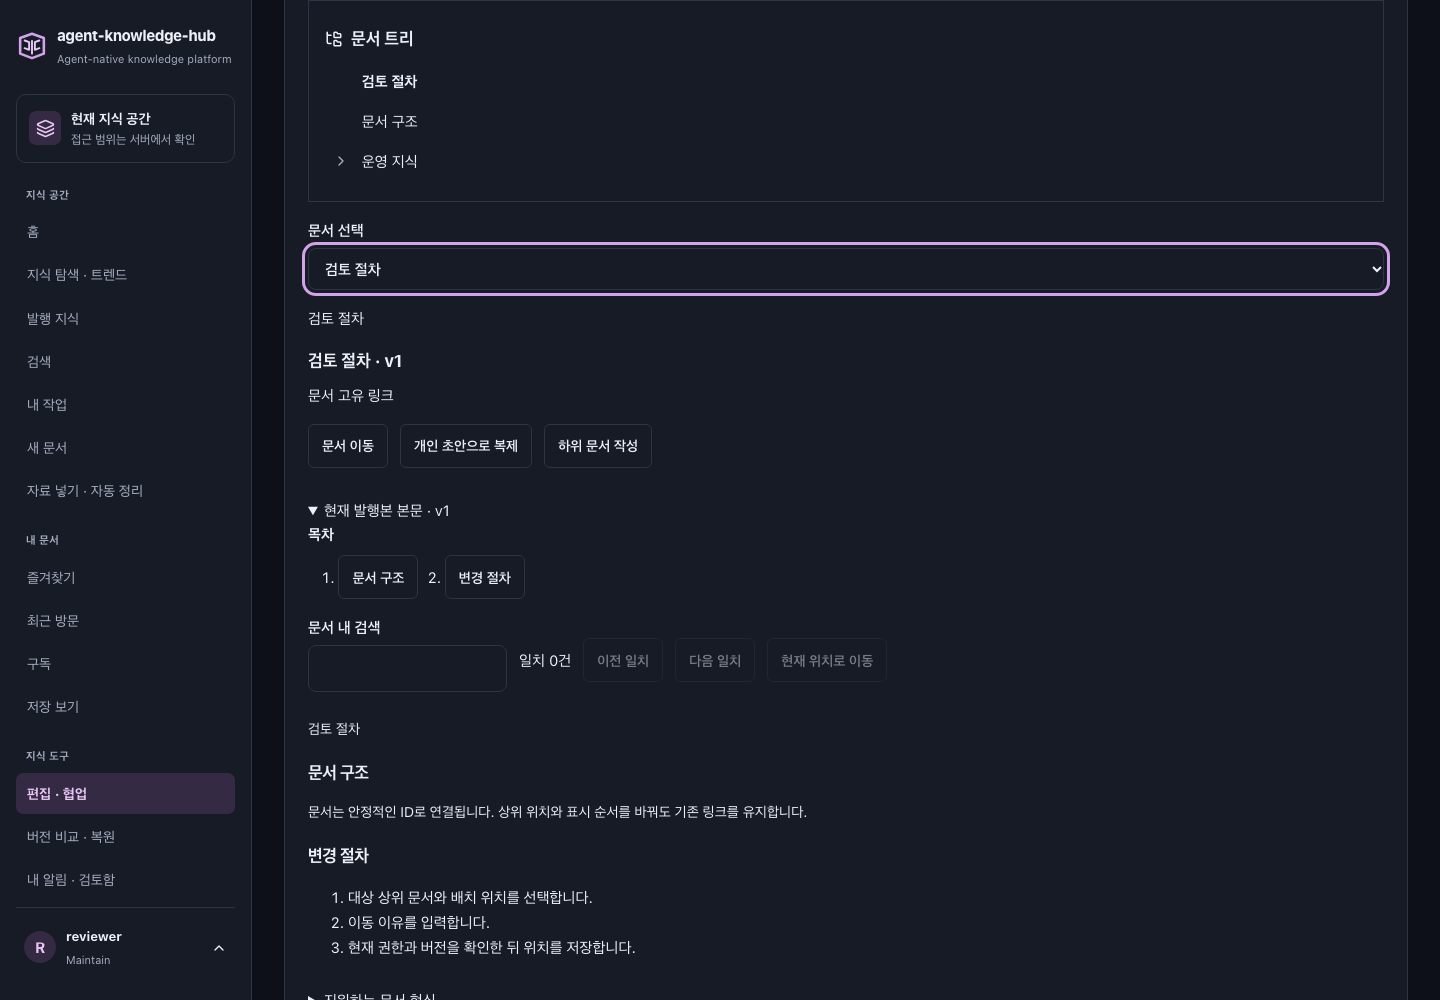 agent-knowledge-hub
Agent-native knowledge platform
현재 지식 공간
접근 범위는 서버에서 확인
지식 공간
홈
지식 탐색 · 트렌드
발행 지식
검색
내 작업
새 문서
자료 넣기 · 자동 정리
내 문서
즐겨찾기
최근 방문
구독
저장 보기
지식 도구
편집 · 협업
버전 비교 · 복원
내 알림 · 검토함
R
reviewer
Maintain
문서 트리
검토 절차
문서 구조
운영 지식
문서 선택
검토 절차
검토 절차
검토 절차 · v1
문서 고유 링크
문서 이동 개인 초안으로 복제 하위 문서 작성
▼ 현재 발행본 본문 · v1
목차
1. 문서 구조 2. 변경 절차
문서 내 검색
일치 0건 이전 일치 다음 일치 현재 위치로 이동
검토 절차
문서 구조
문서는 안정적인 ID로 연결됩니다. 상위 위치와 표시 순서를 바꿔도 기존 링크를 유지합니다.
변경 절차
1. 대상 상위 문서와 배치 위치를 선택합니다.
2. 이동 이유를 입력합니다.
3. 현재 권한과 버전을 확인한 뒤 위치를 저장합니다.